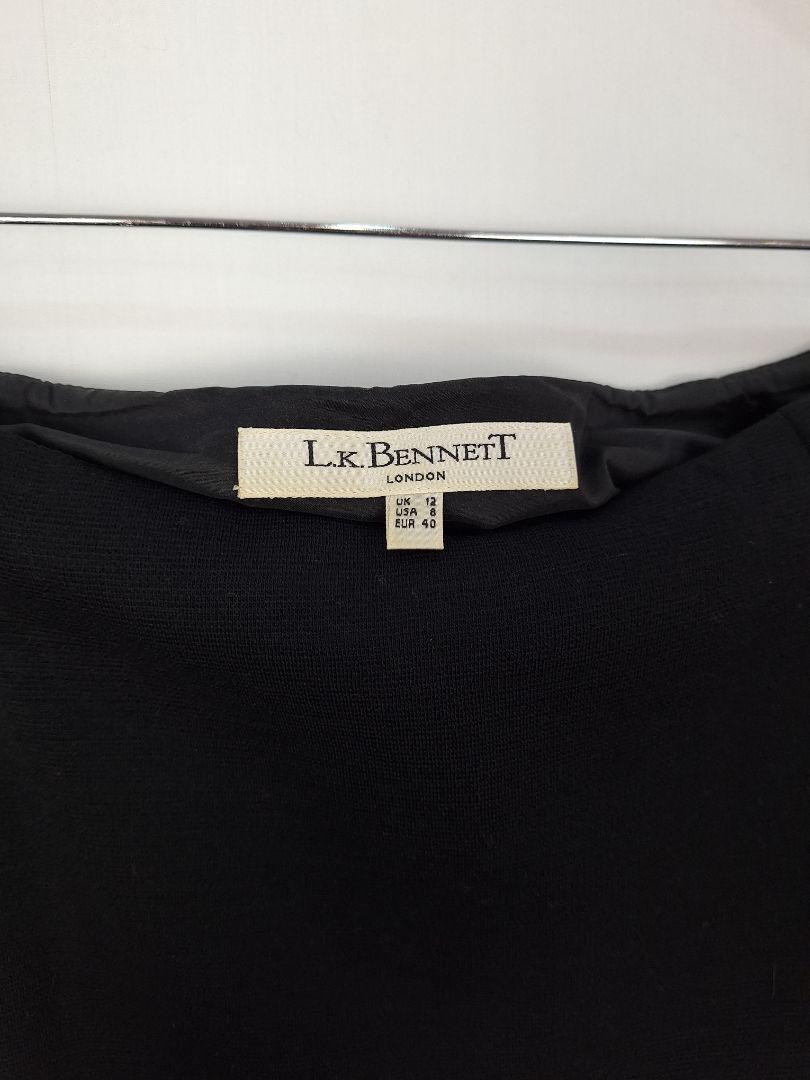 L.K. BENNETT
LONDON
UK 12
USA 8
EUR 40